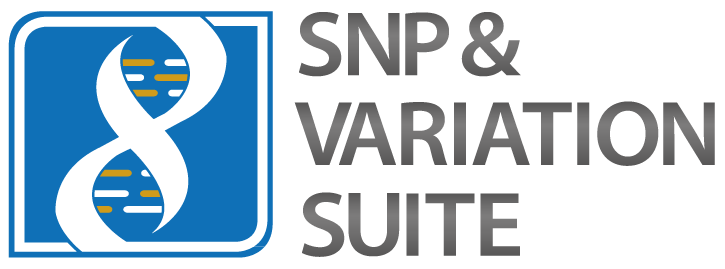 SNP &
VARIATION
SUITE